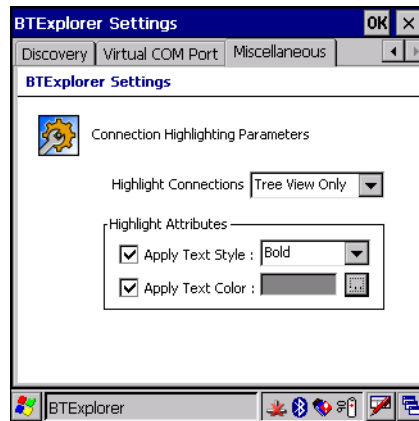 BTExplorer Settings OK
Discovery Virtual COM Port Miscellaneous
BTExplorer Settings
Connection Highlighting Parameters
Highlight Connections Tree View Only
Highlight Attributes
Apply Text Style : Bold
Apply Text Color : ...
BTExplorer